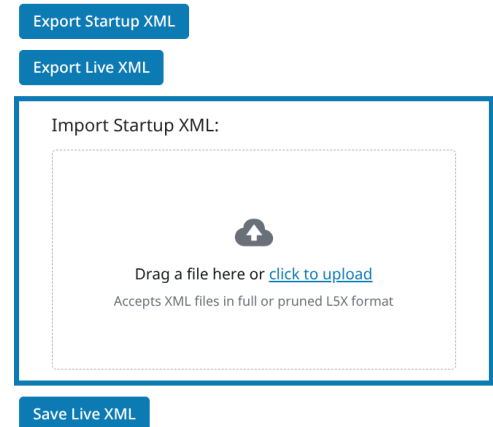 Export Startup XML
Export Live XML
Import Startup XML:
Drag a file here or click to upload
Accepts XML files in full or pruned L5X format
Save Live XML